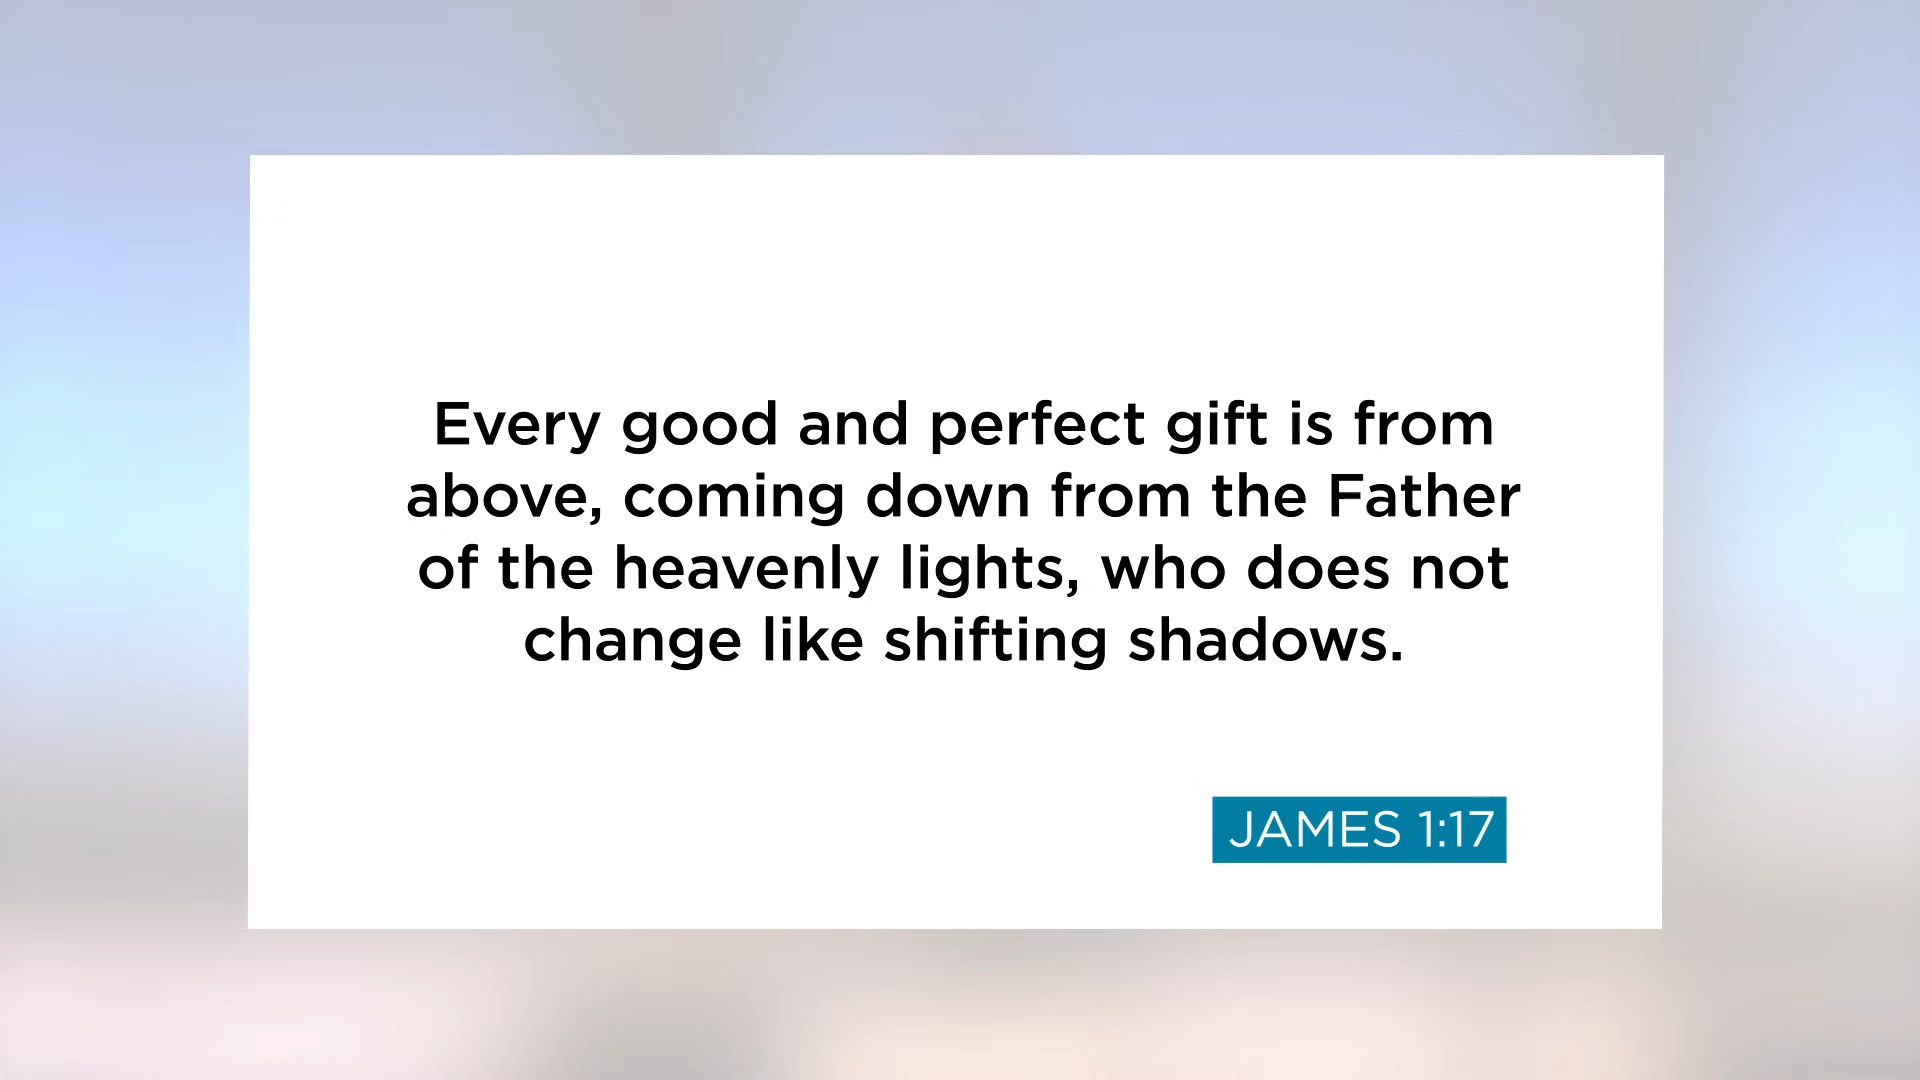 Every good and perfect gift is from
above, coming down from the Father
of the heavenly lights, who does not
change like shifting shadows.
JAMES 1:17